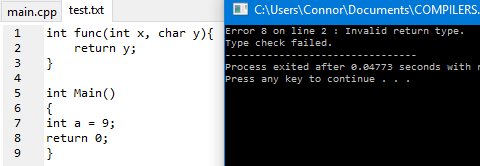 main.cpp test.txt
1 int func(int x, char y){
2 return y;
3 }
4
5 int Main()
6 {
7 int a = 9;
8 return 0;
9 }
C:\Users\Connor\Documents\COMPILERS.
Error 8 on line 2 : Invalid return type.
Type check failed.
--------------------------------
Process exited after 0.04773 seconds with r
Press any key to continue . . .